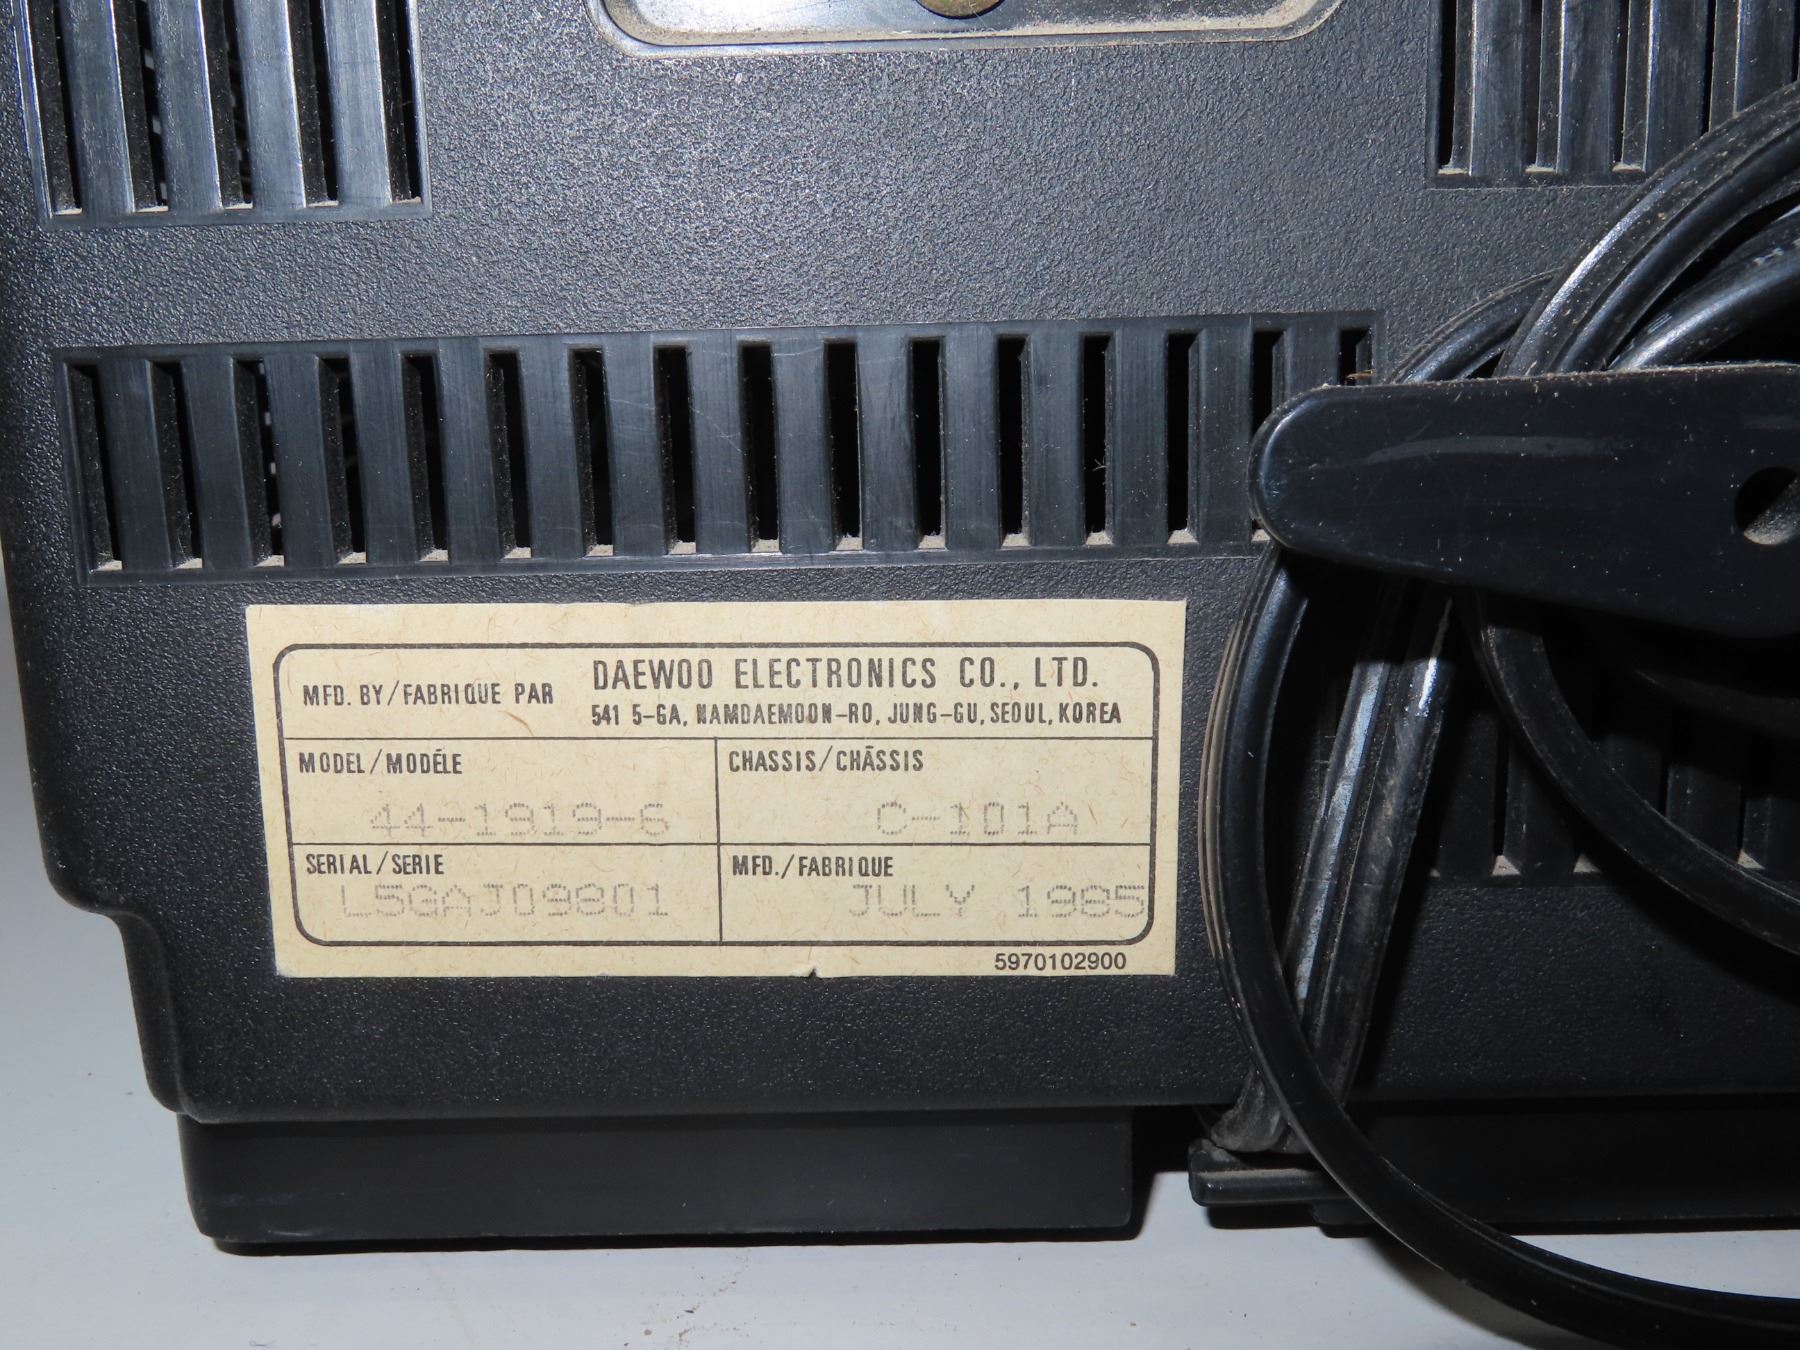 MFD. BY/FABRIQUE PAR DAEWOO ELECTRONICS CO., LTD.
541 5-GA, NAMDAEMOON-RO, JUNG-GU, SEOUL, KOREA
MODEL/MODÉLE CHASSIS/CHÃSSIS
44-1919-6 C-101A
SERIAL/SERIE MFD./FABRIQUE
L5GAJ09801 JULY 1985
5970102900